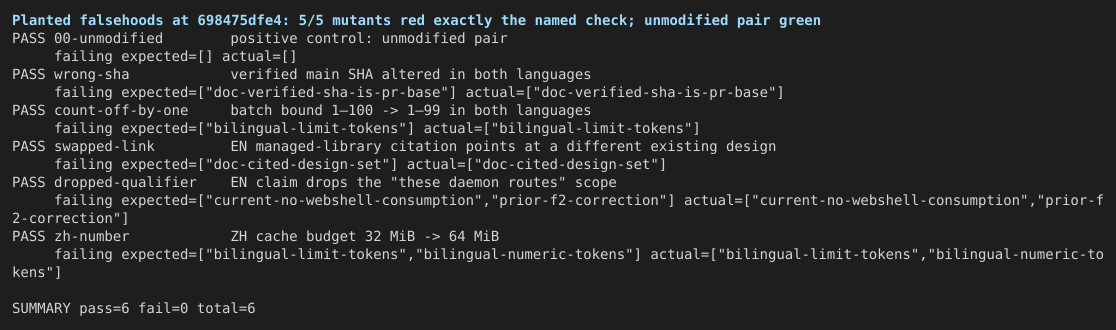 Planted falsehoods at 698475dfe4: 5/5 mutants red exactly the named check; unmodified pair green
PASS 00-unmodified        positive control: unmodified pair
     failing expected=[] actual=[]
PASS wrong-sha            verified main SHA altered in both languages
     failing expected=["doc-verified-sha-is-pr-base"] actual=["doc-verified-sha-is-pr-base"]
PASS count-off-by-one     batch bound 1–100 -> 1–99 in both languages
     failing expected=["bilingual-limit-tokens"] actual=["bilingual-limit-tokens"]
PASS swapped-link         EN managed-library citation points at a different existing design
     failing expected=["doc-cited-design-set"] actual=["doc-cited-design-set"]
PASS dropped-qualifier    EN claim drops the "these daemon routes" scope
     failing expected=["current-no-webshell-consumption","prior-f2-correction"] actual=["current-no-webshell-consumption","prior-f
2-correction"]
PASS zh-number            ZH cache budget 32 MiB -> 64 MiB
     failing expected=["bilingual-limit-tokens","bilingual-numeric-tokens"] actual=["bilingual-limit-tokens","bilingual-numeric-to
kens"]
SUMMARY pass=6 fail=0 total=6